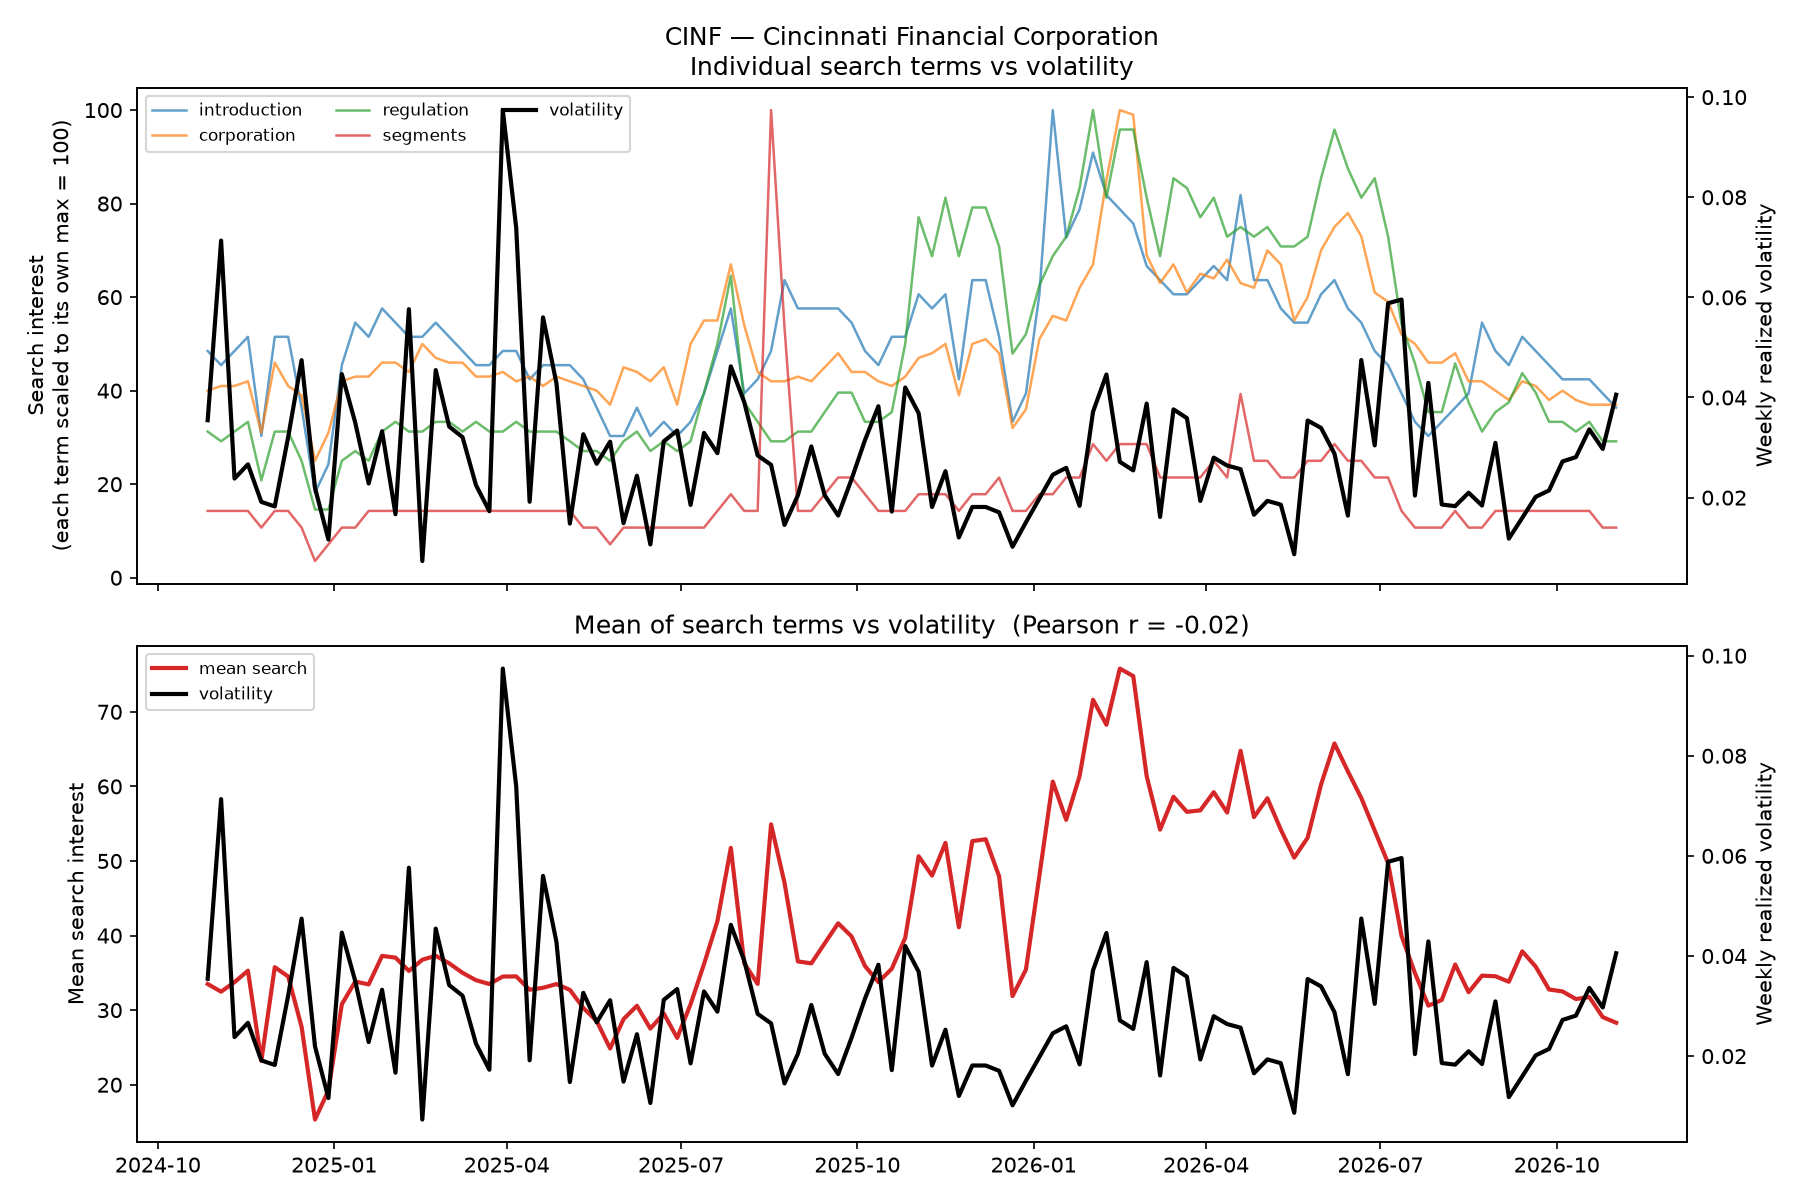 CINF — Cincinnati Financial Corporation
Individual search terms vs volatility
introduction
corporation
regulation
segments
volatility
Search interest
(each term scaled to its own max = 100)
100
80
60
40
20
0
0.10
0.08
0.06
0.04
0.02
Weekly realized volatility
Mean of search terms vs volatility  (Pearson r = -0.02)
mean search
volatility
Mean search interest
70
60
50
40
30
20
0.10
0.08
0.06
0.04
0.02
Weekly realized volatility
2024-10
2025-01
2025-04
2025-07
2025-10
2026-01
2026-04
2026-07
2026-10